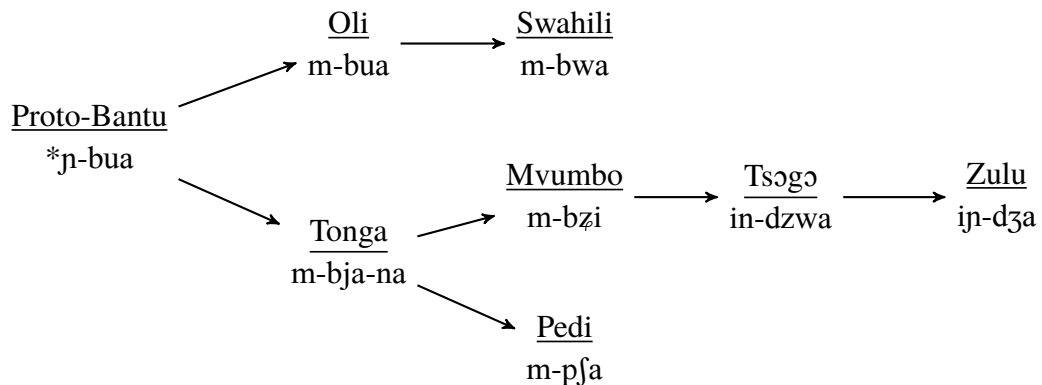 Oli
m-bua
Swahili
m-bwa
Proto-Bantu
*ɲ-bua
Tonga
m-bja-na
Mvumbo
m-bʑi
Tsɔgɔ
in-dzwa
Zulu
iɲ-dʒa
Pedi
m-pʃa